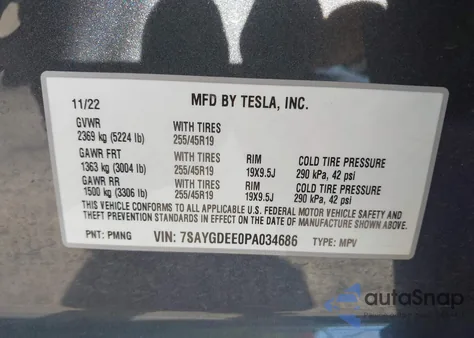 11/22 MFD BY TESLA, INC.
GVWR
2369 kg (5224 lb) WITH TIRES 255/45R19
GAWR FRT
1363 kg (3004 lb) WITH TIRES 255/45R19 RIM 19X9.5J COLD TIRE PRESSURE 290 kPa, 42 psi
GAWR RR
1500 kg (3306 lb) WITH TIRES 255/45R19 RIM 19X9.5J COLD TIRE PRESSURE 290 kPa, 42 psi
THIS VEHICLE CONFORMS TO ALL APPLICABLE U.S. FEDERAL MOTOR VEHICLE SAFETY AND
THEFT PREVENTION STANDARDS IN EFFECT ON THE DATE OF MANUFACTURE SHOWN ABOVE.
PNT: PMNG VIN: 7SAYGDEE0PA034686 TYPE: MPV
autoSnap
Powered by AutoAuctions.io